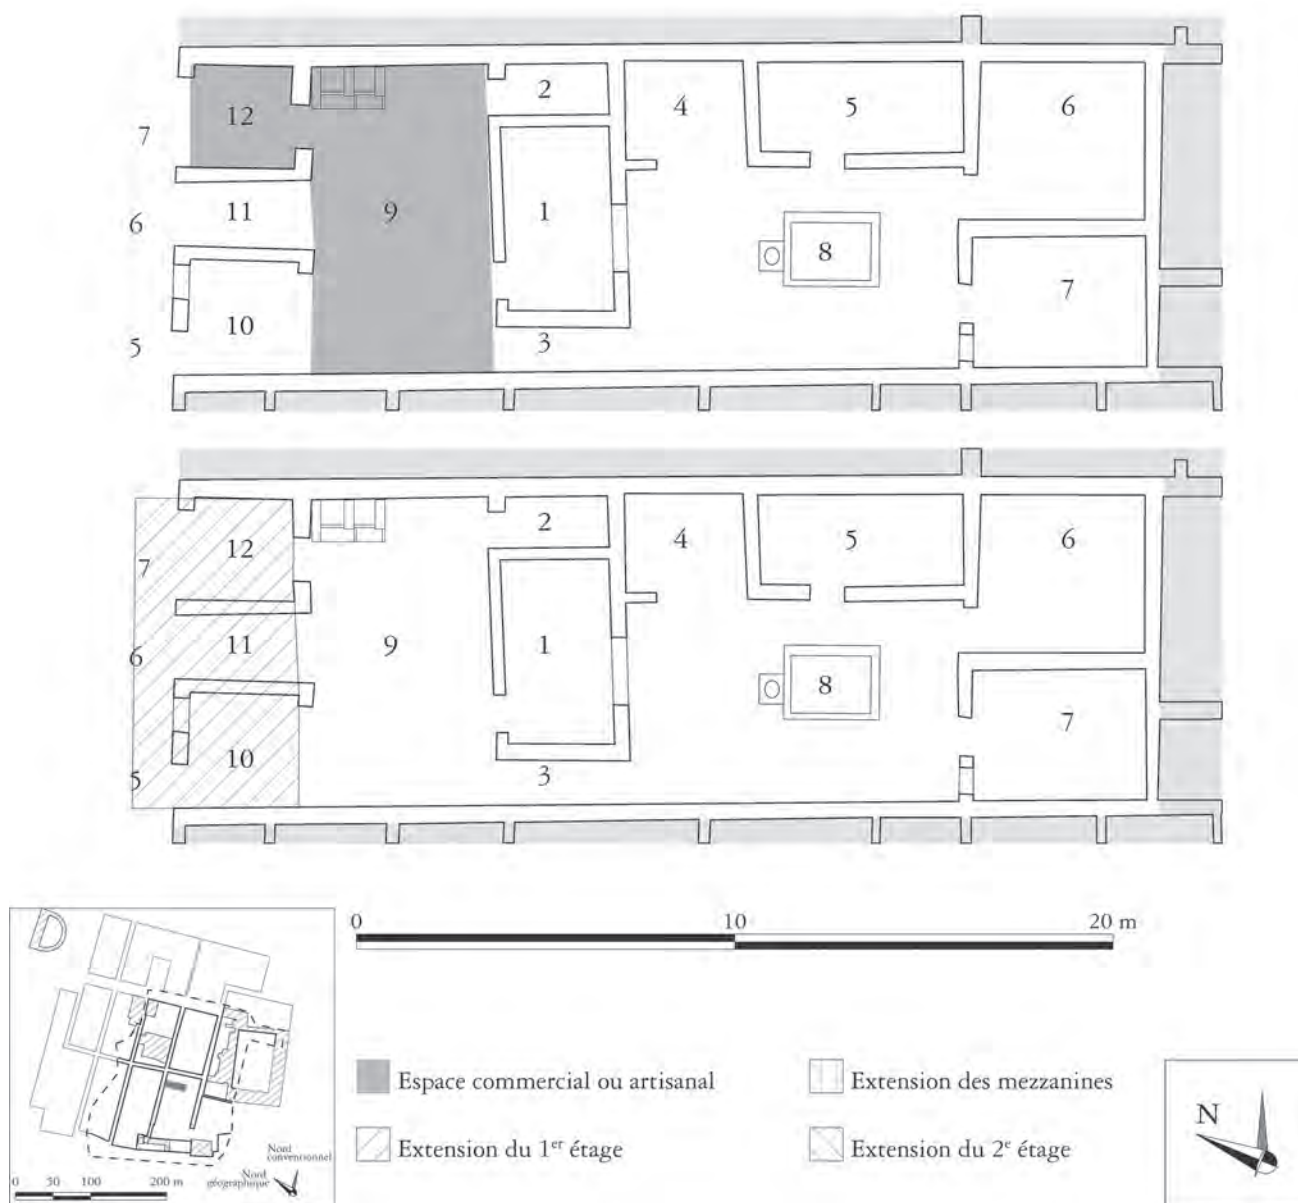 12
2
4
5
6
7
6
11
9
1
8
7
10
5
3
12
2
4
5
6
7
6
11
9
1
8
7
10
5
3
0 10 20 m
D
Nord
conventionnel
Nord
géographique
0 50 100 200 m
Espace commercial ou artisanal
Extension des mezzanines
Extension du 1er étage
Extension du 2e étage
N